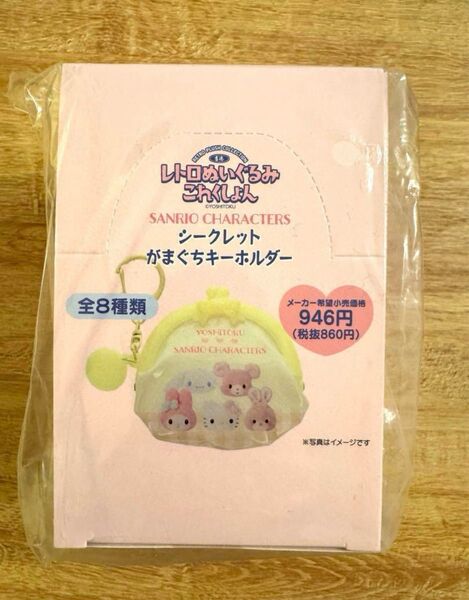 RETRO PLUSH COLLECTION
レトロぬいぐるみ
これくしょん
©YOSHITOKU
SANRIO CHARACTERS
シークレット
がまぐちキーホルダー
全8種類
メーカー希望小売価格
946円
(税抜860円)
YOSHITOKU
SANRIO CHARACTERS
※写真はイメージです